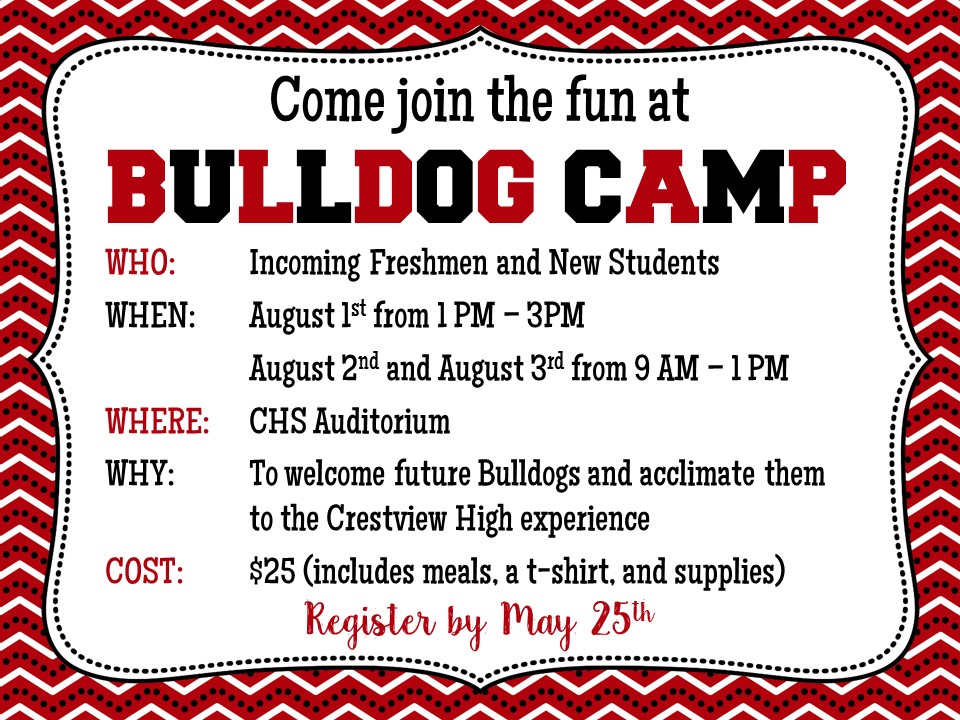 Come join the fun at
BULLDOG CAMP
WHO: Incoming Freshmen and New Students
WHEN: August 1st from 1 PM – 3PM
August 2nd and August 3rd from 9 AM – 1 PM
WHERE: CHS Auditorium
WHY: To welcome future Bulldogs and acclimate them
to the Crestview High experience
COST: $25 (includes meals, a t-shirt, and supplies)
Register by May 25th